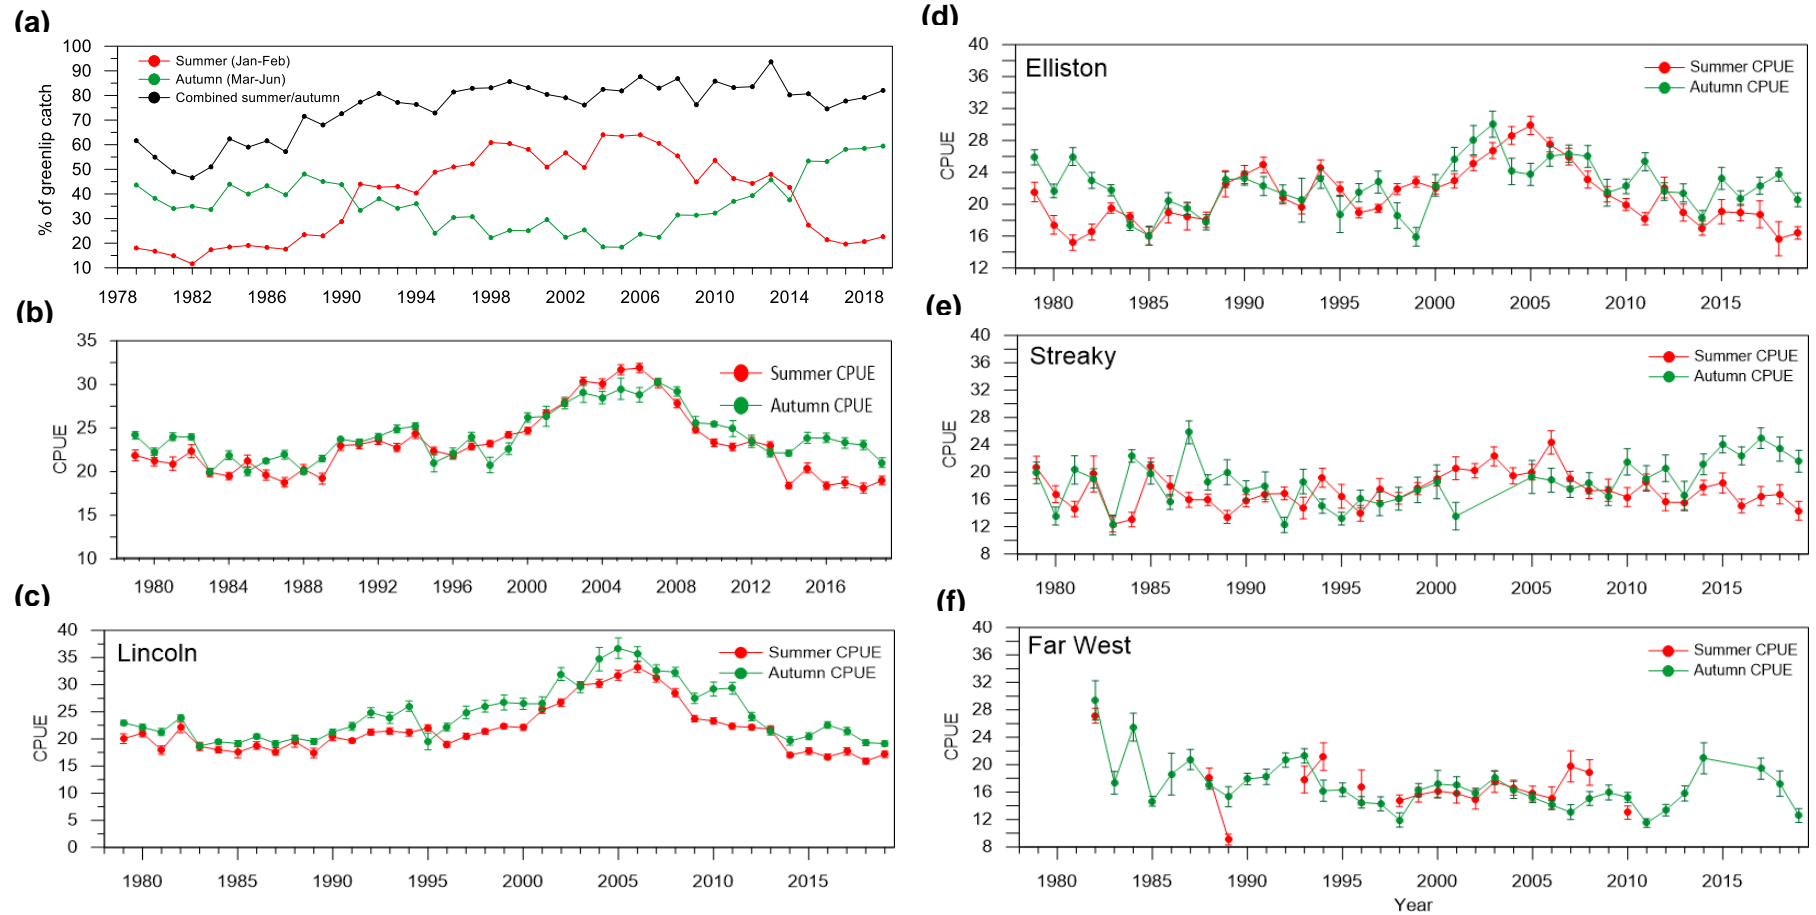 (a)
100
90
80
70
60
50
40
30
20
10
% of greenlip catch
Summer (Jan-Feb)
Autumn (Mar-Jun)
Combined summer/autumn
1978 1982 1986 1990 1994 1998 2002 2006 2010 2014 2018
(b)
35
30
25
20
15
10
CPUE
Summer CPUE
Autumn CPUE
1980 1984 1988 1992 1996 2000 2004 2008 2012 2016
(c)
40
35
30
25
20
15
10
5
0
CPUE
Lincoln
Summer CPUE
Autumn CPUE
1980 1985 1990 1995 2000 2005 2010 2015
(d)
40
36
32
28
24
20
16
12
CPUE
Elliston
Summer CPUE
Autumn CPUE
1980 1985 1990 1995 2000 2005 2010 2015
(e)
40
36
32
28
24
20
16
12
8
CPUE
Streaky
Summer CPUE
Autumn CPUE
1980 1985 1990 1995 2000 2005 2010 2015
(f)
40
36
32
28
24
20
16
12
8
CPUE
Far West
Summer CPUE
Autumn CPUE
1980 1985 1990 1995 2000 2005 2010 2015
Year